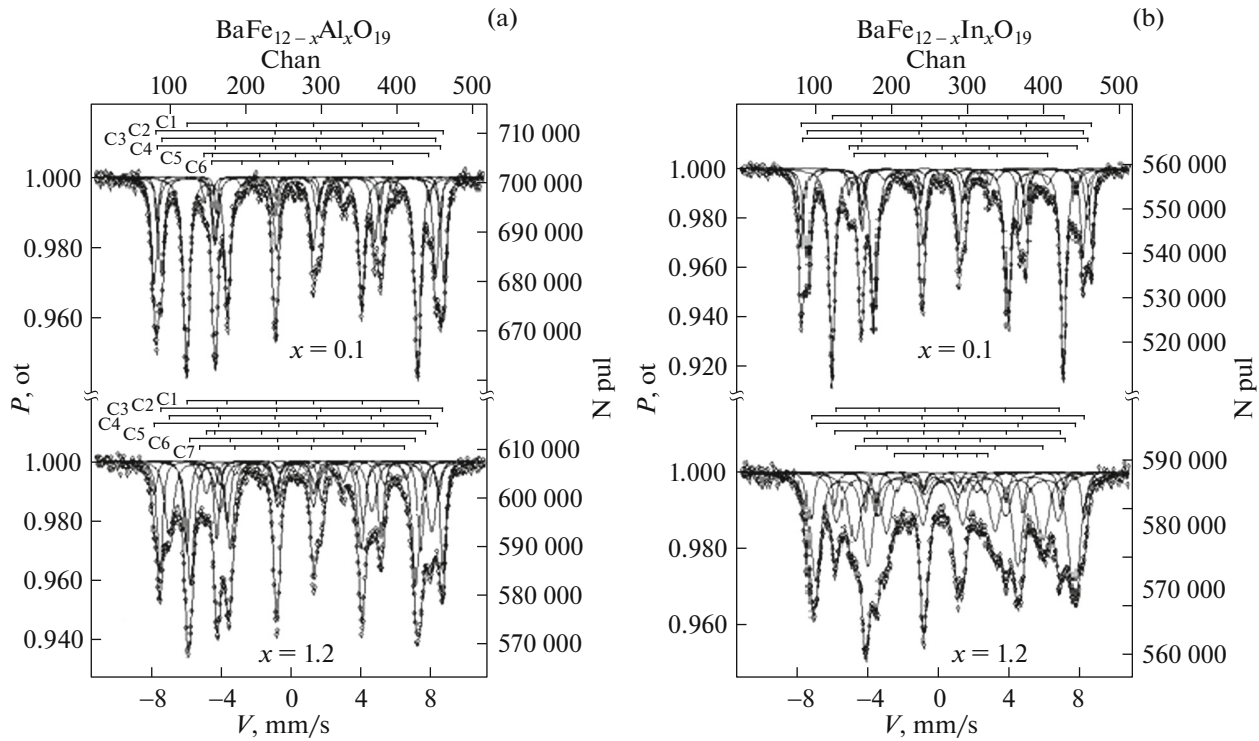 BaFe₁₂₋ₓAlₓO₁₉ (a)
Chan
100 200 300 400 500
C1
C2
C3
C4
C5
C6
1.000
0.980
0.960
710 000
700 000
690 000
680 000
670 000
x = 0.1
P, ot
N pul
C1
C2
C3
C4
C5
C6
C7
1.000
0.980
0.960
0.940
610 000
600 000
590 000
580 000
570 000
x = 1.2
−8 −4 0 4 8
V, mm/s
BaFe₁₂₋ₓInₓO₁₉ (b)
Chan
100 200 300 400 500
1.000
0.980
0.960
0.940
0.920
560 000
550 000
540 000
530 000
520 000
x = 0.1
P, ot
N pul
1.000
0.980
0.960
590 000
580 000
570 000
560 000
x = 1.2
−8 −4 0 4 8
V, mm/s